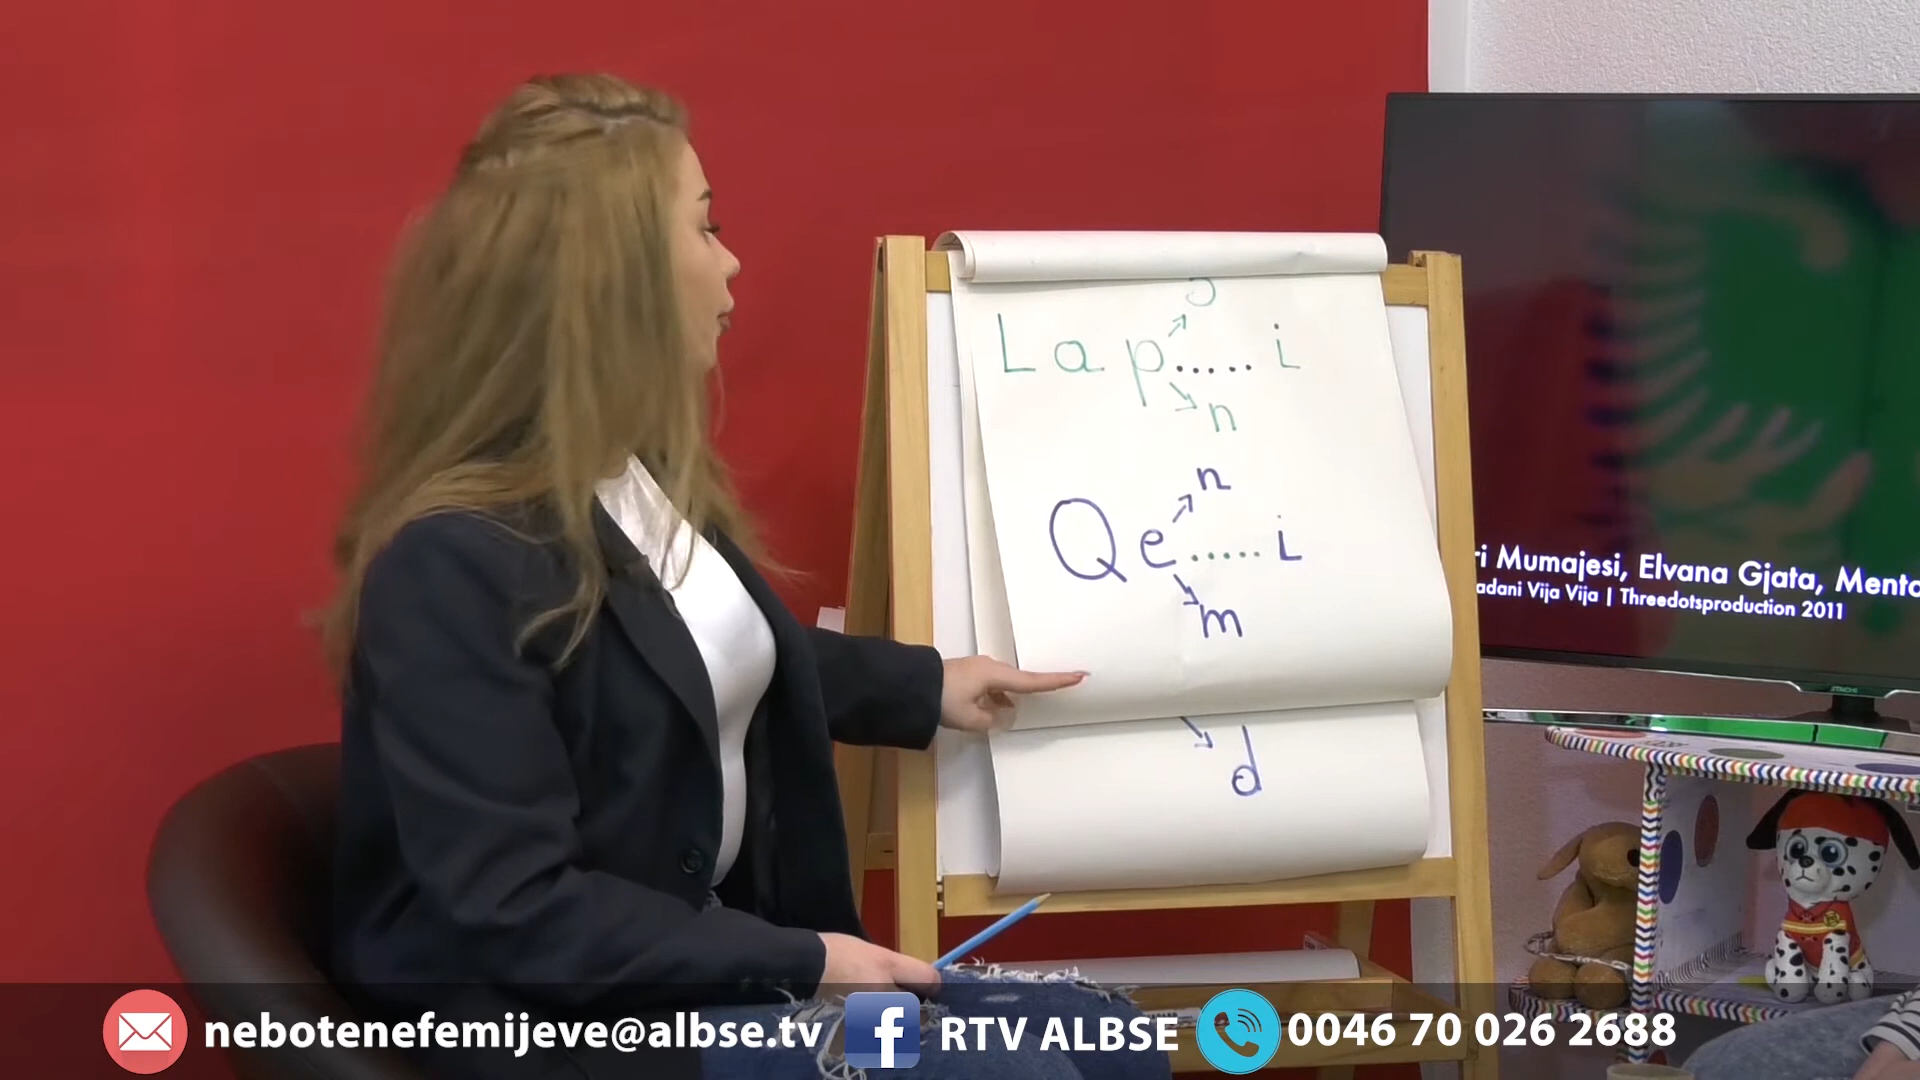 Lap.....i
n
n
Qe.....i
m
d
ri Mumajesi, Elvana Gjata, Mento
adani Vija Vija | Threedotsproduction 2011
nebotenefemijeve@albse.tv
RTV ALBSE
0046 70 026 2688